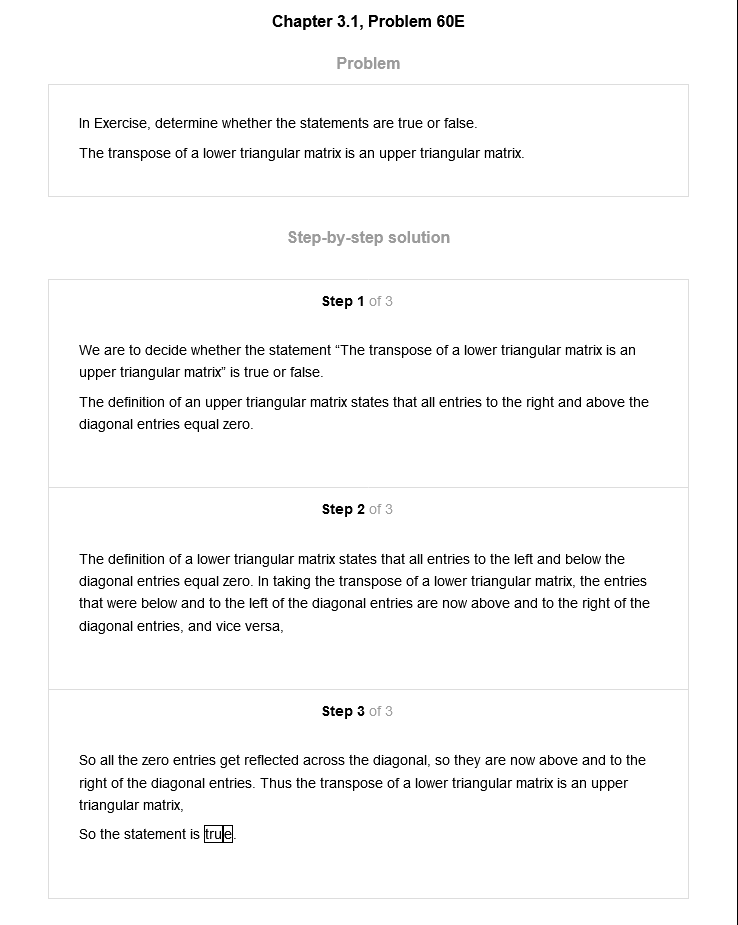 Chapter 3.1, Problem 60E
Problem
In Exercise, determine whether the statements are true or false.
The transpose of a lower triangular matrix is an upper triangular matrix.
Step-by-step solution
Step 1 of 3
We are to decide whether the statement “The transpose of a lower triangular matrix is an
upper triangular matrix” is true or false.
The definition of an upper triangular matrix states that all entries to the right and above the
diagonal entries equal zero.
Step 2 of 3
The definition of a lower triangular matrix states that all entries to the left and below the
diagonal entries equal zero. In taking the transpose of a lower triangular matrix, the entries
that were below and to the left of the diagonal entries are now above and to the right of the
diagonal entries, and vice versa,
Step 3 of 3
So all the zero entries get reflected across the diagonal, so they are now above and to the
right of the diagonal entries. Thus the transpose of a lower triangular matrix is an upper
triangular matrix,
So the statement is true.